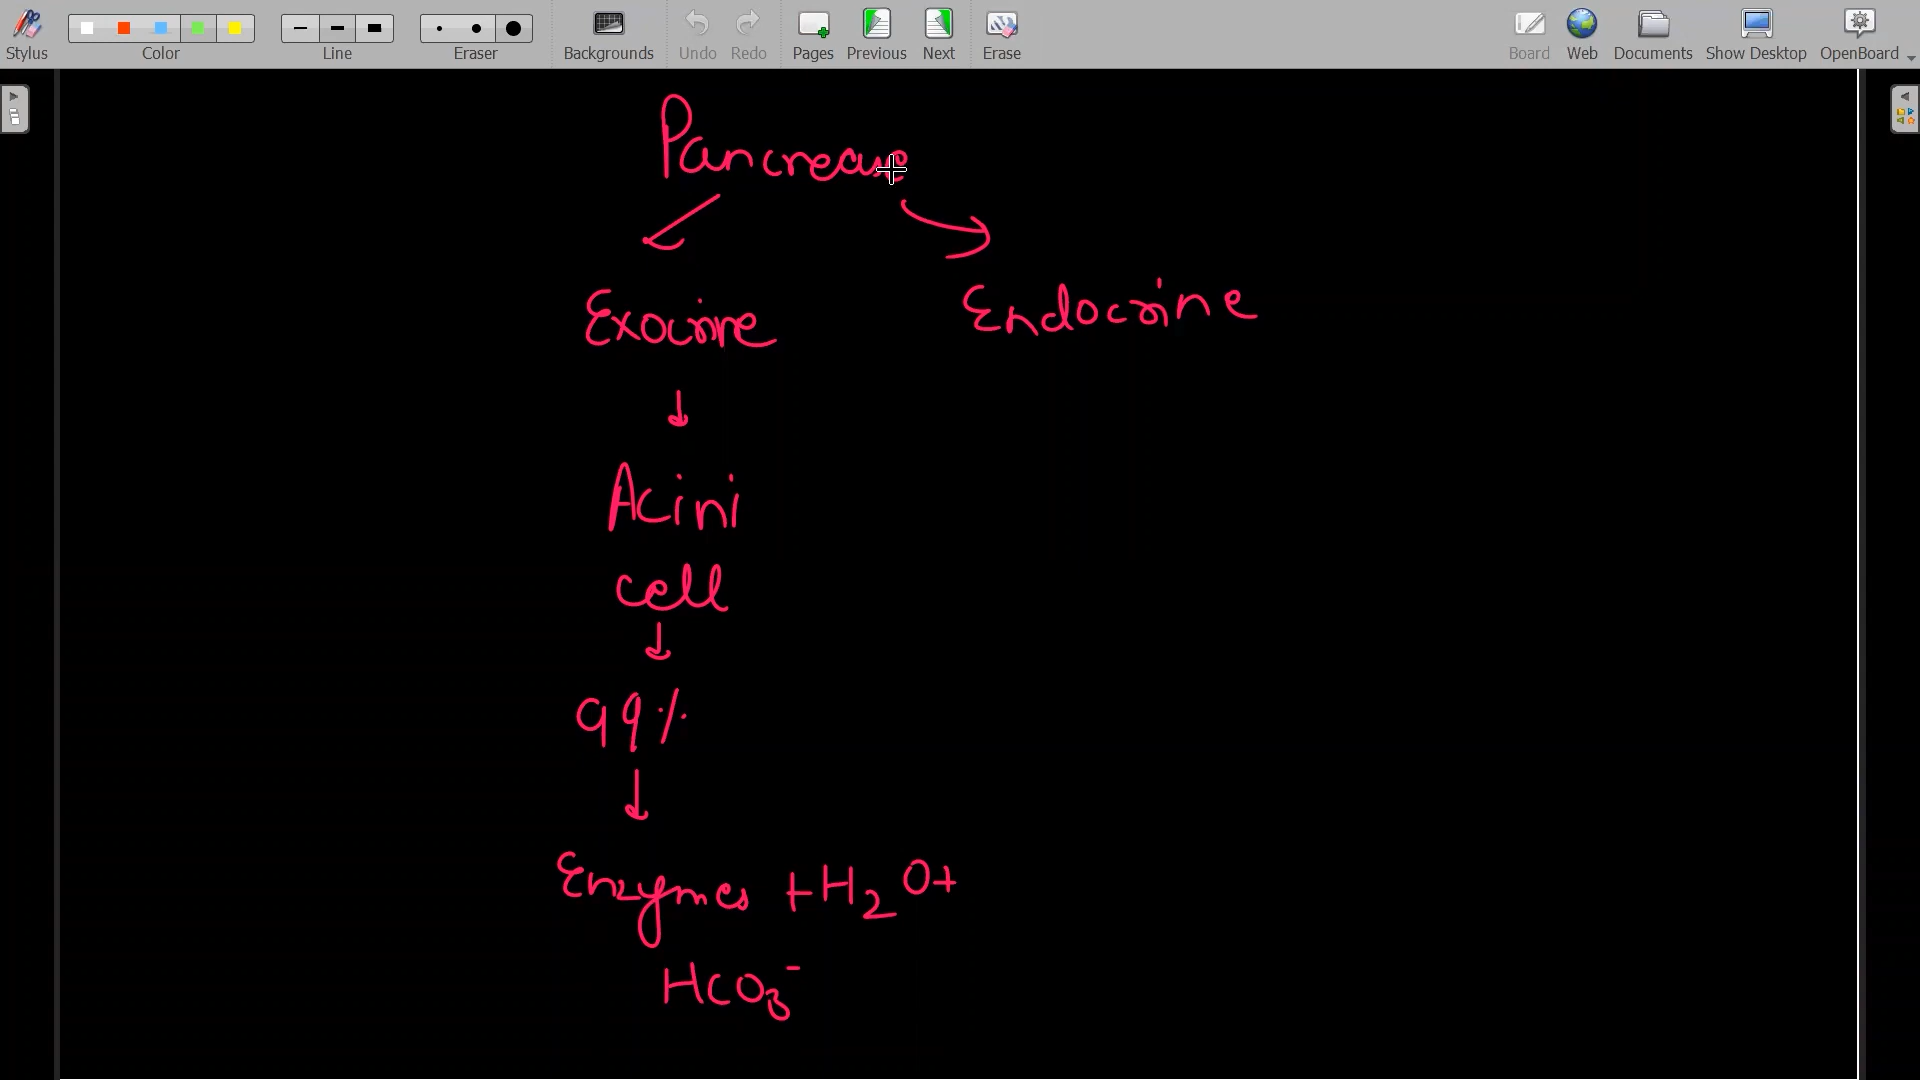 Stylus Color Line Eraser Backgrounds Undo Redo Pages Previous Next Erase Board Web Documents Show Desktop OpenBoard
Pancrease
Exocrine Endocrine
Acini
cell
99%
Enzymes + H2O+
HCO3-